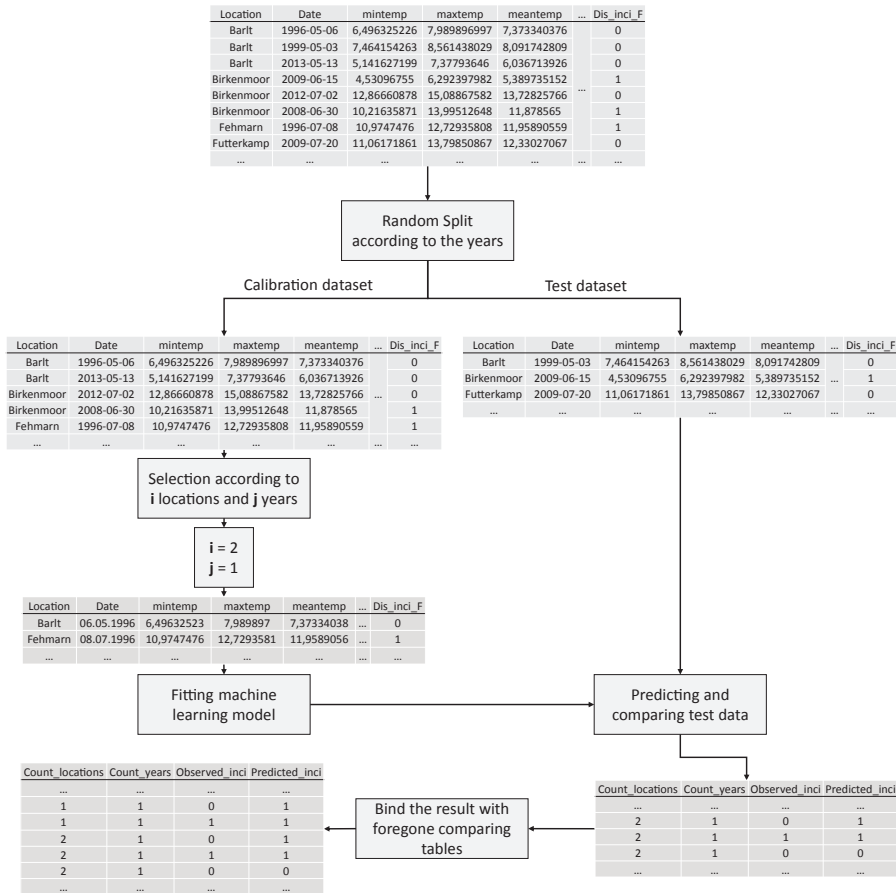 Location Date mintemp maxtemp meantemp ... Dis_inci_F
Barlt 1996-05-06 6,496325226 7,989896997 7,373340376 0
Barlt 1999-05-03 7,464154263 8,561438029 8,091742809 0
Barlt 2013-05-13 5,141627199 7,37793646 6,036713926 0
Birkenmoor 2009-06-15 4,53096755 6,292397982 5,389735152 1
Birkenmoor 2012-07-02 12,86660878 15,08867582 13,72825766 ... 0
Birkenmoor 2008-06-30 10,21635871 13,99512648 11,878565 1
Fehmarn 1996-07-08 10,9747476 12,72935808 11,95890559 1
Futterkamp 2009-07-20 11,06171861 13,79850867 12,33027067 0
... ... ... ... ... ... ...
Random Split
according to the years
Calibration dataset
Test dataset
Location Date mintemp maxtemp meantemp ... Dis_inci_F
Barlt 1996-05-06 6,496325226 7,989896997 7,373340376 0
Barlt 2013-05-13 5,141627199 7,37793646 6,036713926 0
Birkenmoor 2012-07-02 12,86660878 15,08867582 13,72825766 ... 0
Birkenmoor 2008-06-30 10,21635871 13,99512648 11,878565 1
Fehmarn 1996-07-08 10,9747476 12,72935808 11,95890559 1
... ... ... ... ... ... ...
Location Date mintemp maxtemp meantemp ... Dis_inci_F
Barlt 1999-05-03 7,464154263 8,561438029 8,091742809 0
Birkenmoor 2009-06-15 4,53096755 6,292397982 5,389735152 ... 1
Futterkamp 2009-07-20 11,06171861 13,79850867 12,33027067 0
... ... ... ... ... ... ...
Selection according to
i locations and j years
i = 2
j = 1
Location Date mintemp maxtemp meantemp ... Dis_inci_F
Barlt 06.05.1996 6,49632523 7,989897 7,37334038 ... 0
Fehmarn 08.07.1996 10,9747476 12,7293581 11,9589056 ... 1
... ... ... ... ... ... ...
Fitting machine
learning model
Predicting and
comparing test data
Count_locations Count_years Observed_inci Predicted_inci
... ... ... ...
2 1 0 1
2 1 1 1
2 1 0 0
... ... ... ...
Bind the result with
foregone comparing
tables
Count_locations Count_years Observed_inci Predicted_inci
... ... ... ...
1 1 0 1
1 1 1 1
2 1 0 1
2 1 1 1
2 1 0 0
... ... ... ...